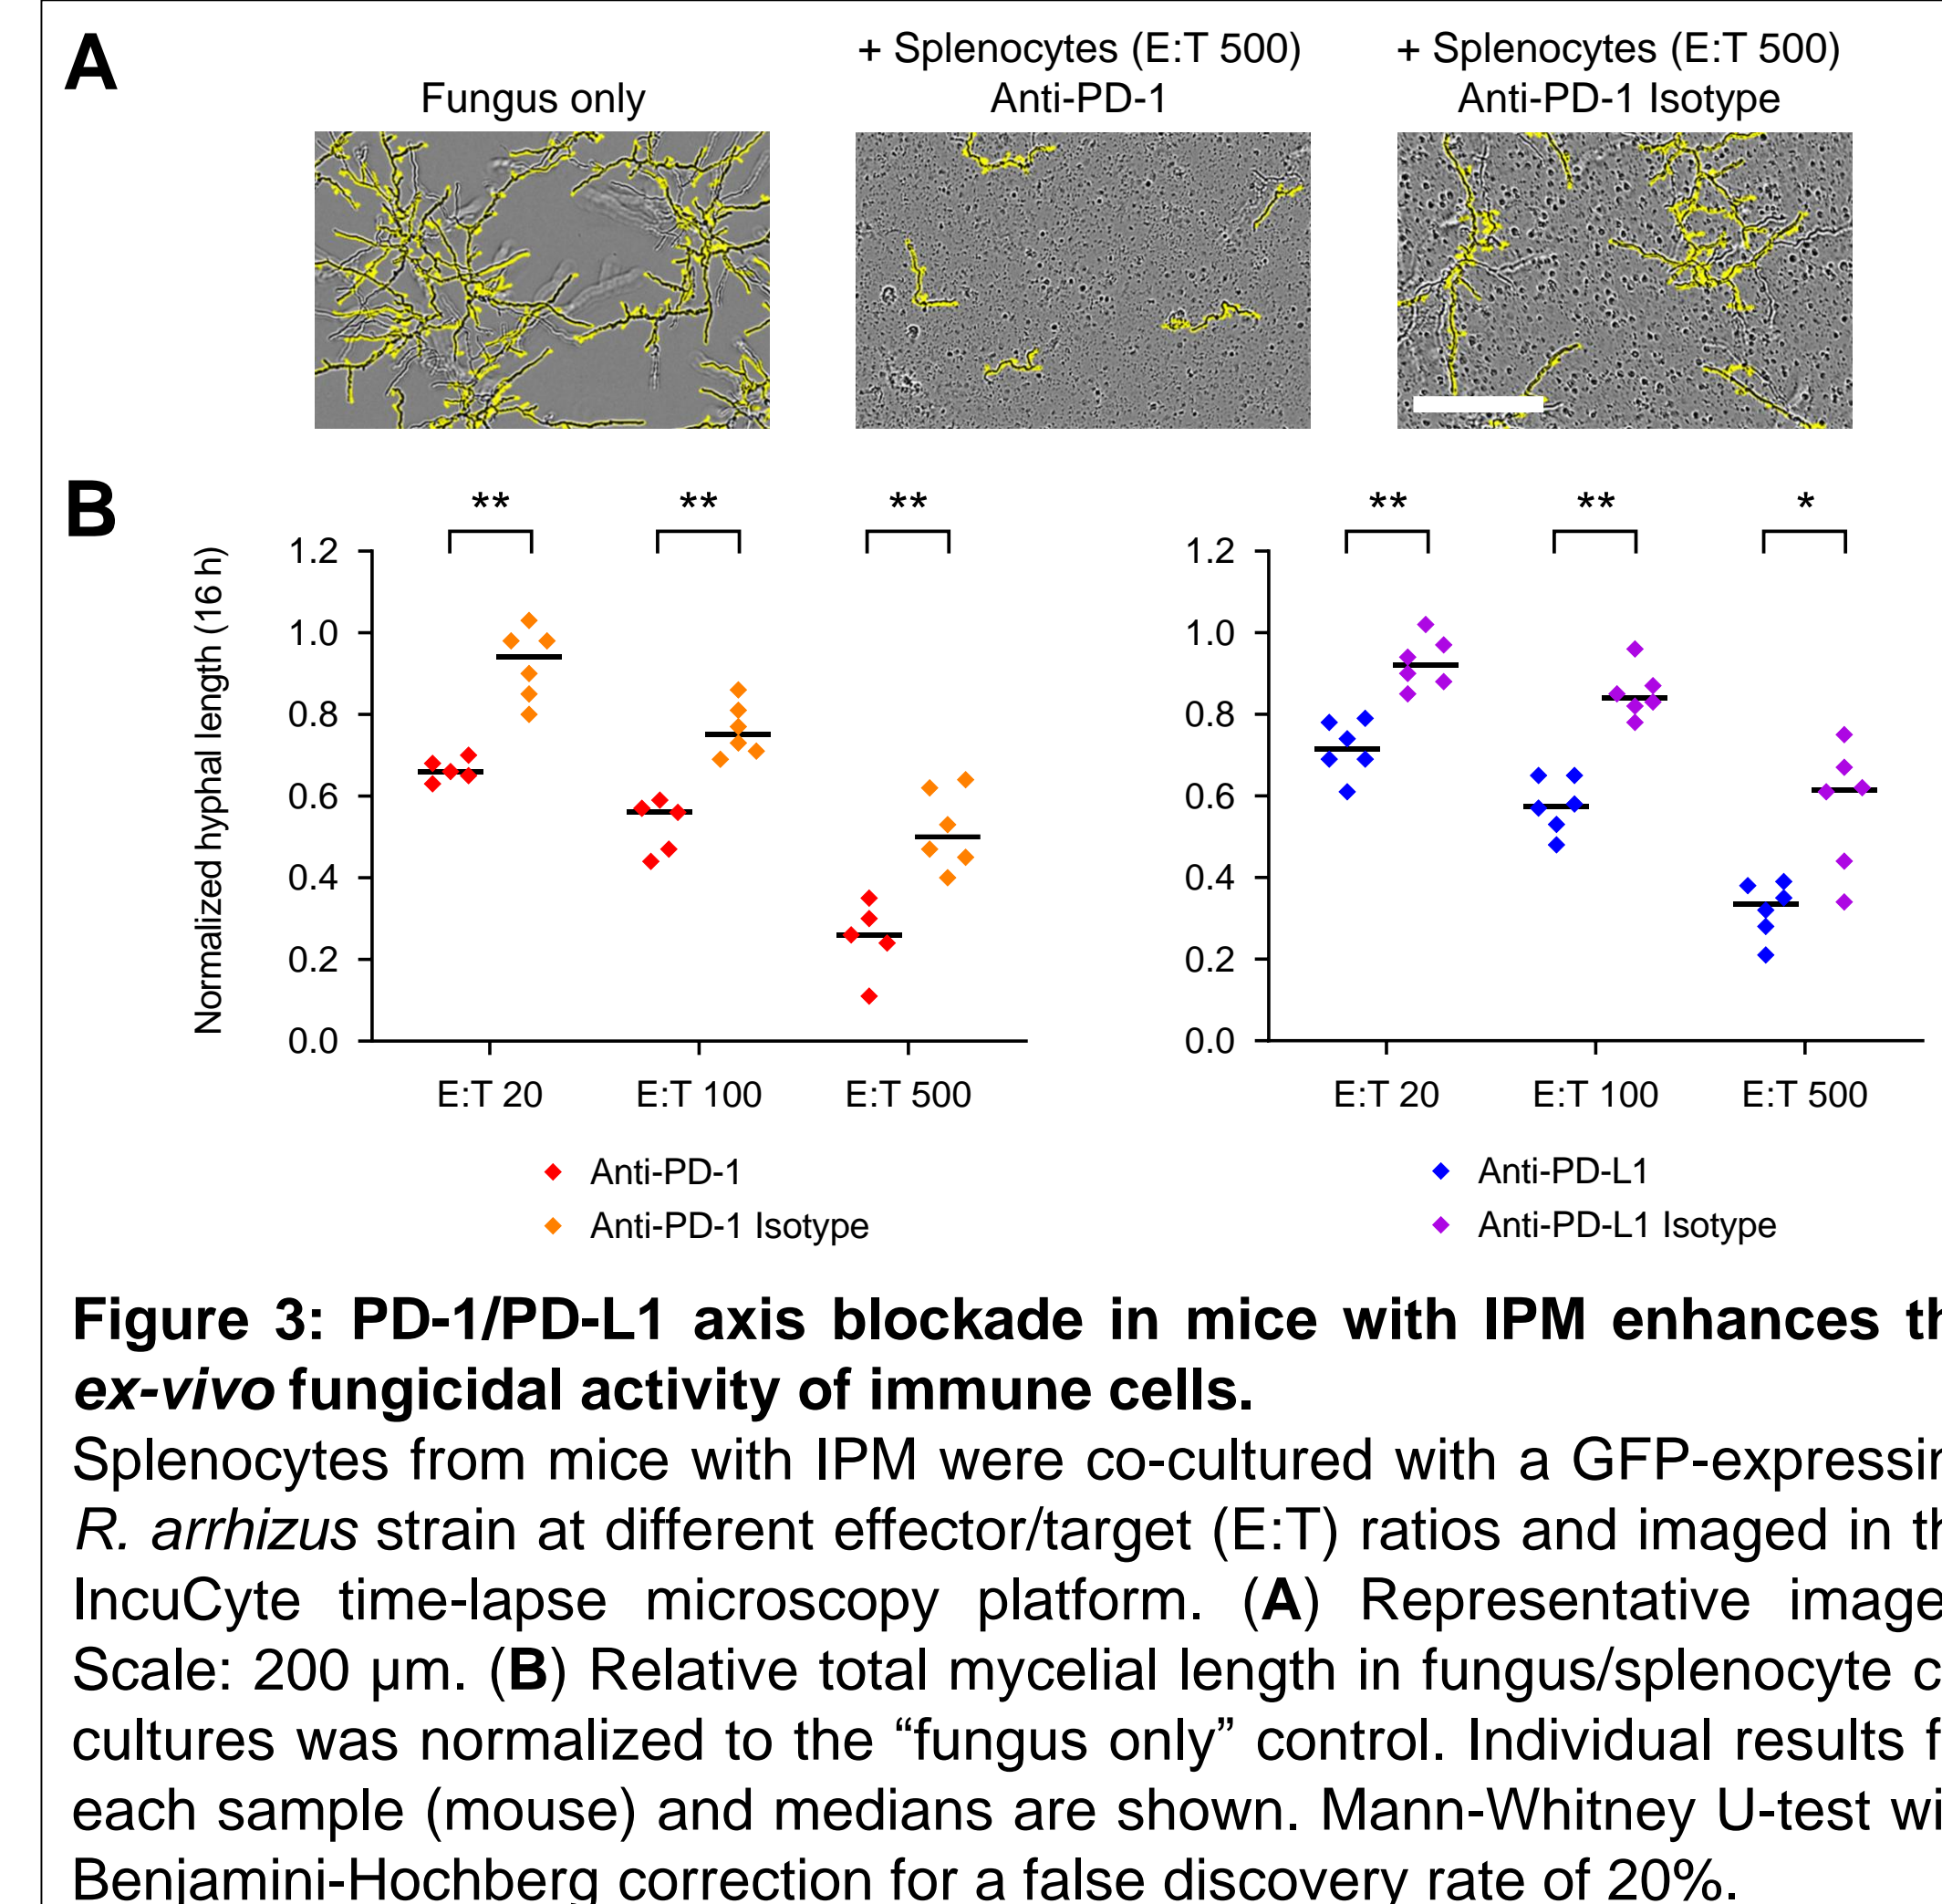 A
Fungus only
+ Splenocytes (E:T 500)
Anti-PD-1
+ Splenocytes (E:T 500)
Anti-PD-1 Isotype
B
Normalized hyphal length (16 h)
** ** **
1.2
1.0
0.8
0.6
0.4
0.2
0.0
E:T 20 E:T 100 E:T 500
Anti-PD-1
Anti-PD-1 Isotype
** ** *
1.2
1.0
0.8
0.6
0.4
0.2
0.0
E:T 20 E:T 100 E:T 500
Anti-PD-L1
Anti-PD-L1 Isotype
Figure 3: PD-1/PD-L1 axis blockade in mice with IPM enhances
ex-vivo fungicidal activity of immune cells.
Splenocytes from mice with IPM were co-cultured with a
R. arrhizus strain at different effector/target (E:T) ratios and imaged in
IncuCyte time-lapse microscopy platform. (A) Representative
Scale: 200 µm. (B) Relative total mycelial length in fungus/splenocyte
cultures was normalized to the “fungus only” control. Individual results
each sample (mouse) and medians are shown. Mann-Whitney U-test
Benjamini-Hochberg correction for a false discovery rate of 20%.